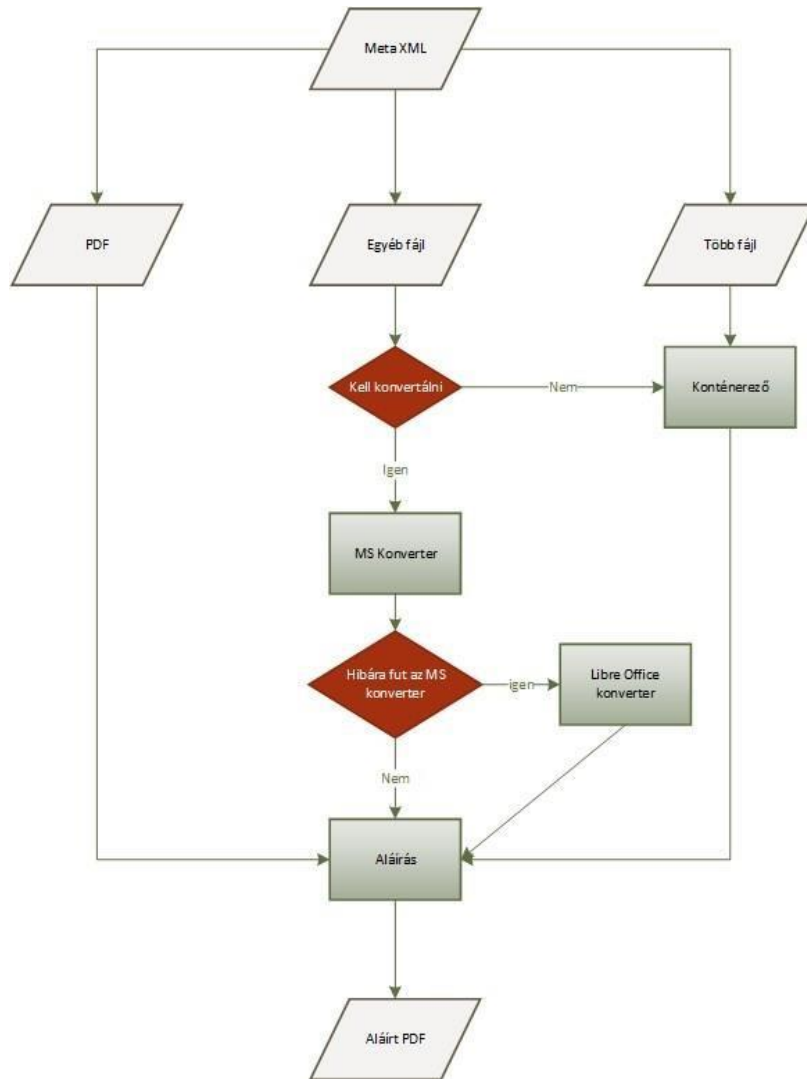 Meta XML
PDF
Egyéb fájl
Több fájl
Kell konvertálni
Nem
Konténerező
Igen
MS Konverter
Hibára fut az MS
konverter
igen
Libre Office
konverter
Nem
Aláírás
Aláírt PDF